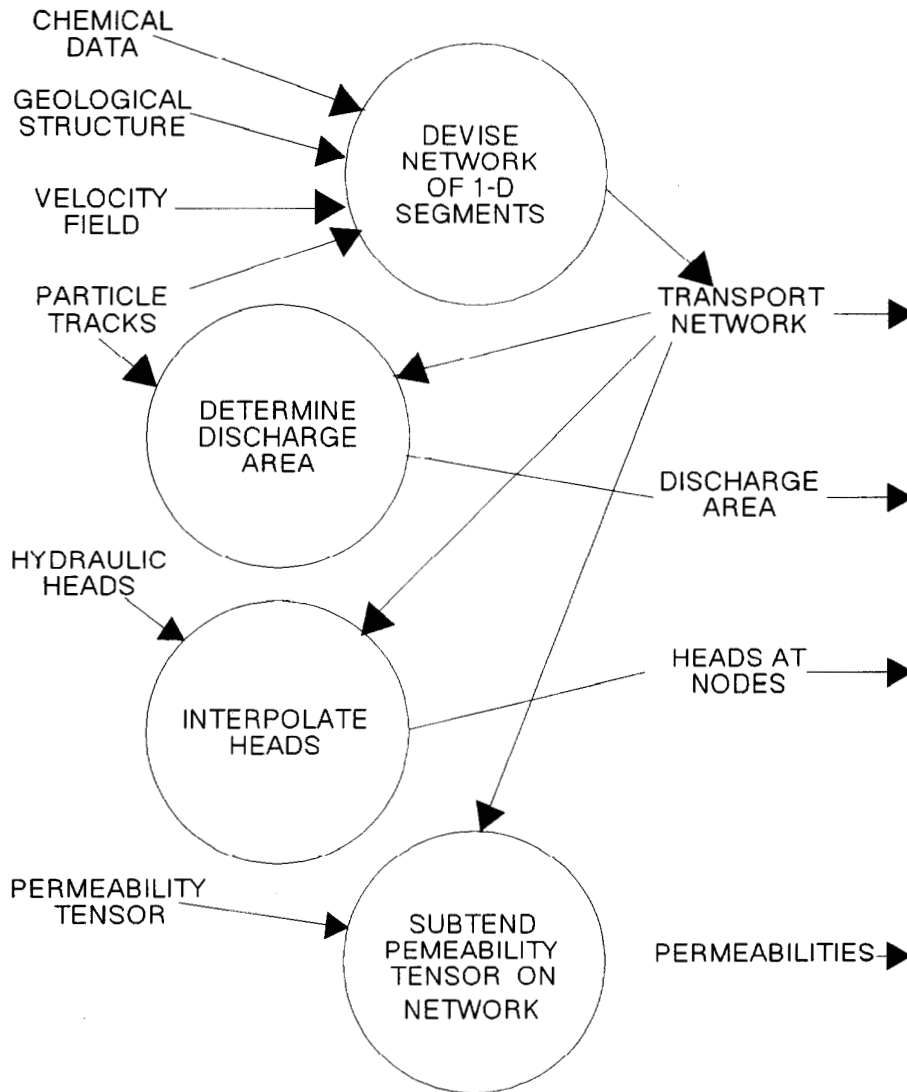 CHEMICAL
DATA
GEOLOGICAL
STRUCTURE
VELOCITY
FIELD
PARTICLE
TRACKS
DEVISE
NETWORK
OF 1-D
SEGMENTS
TRANSPORT
NETWORK
DETERMINE
DISCHARGE
AREA
DISCHARGE
AREA
HYDRAULIC
HEADS
INTERPOLATE
HEADS
HEADS AT
NODES
PERMEABILITY
TENSOR
SUBTEND
PEMEABILITY
TENSOR ON
NETWORK
PERMEABILITIES